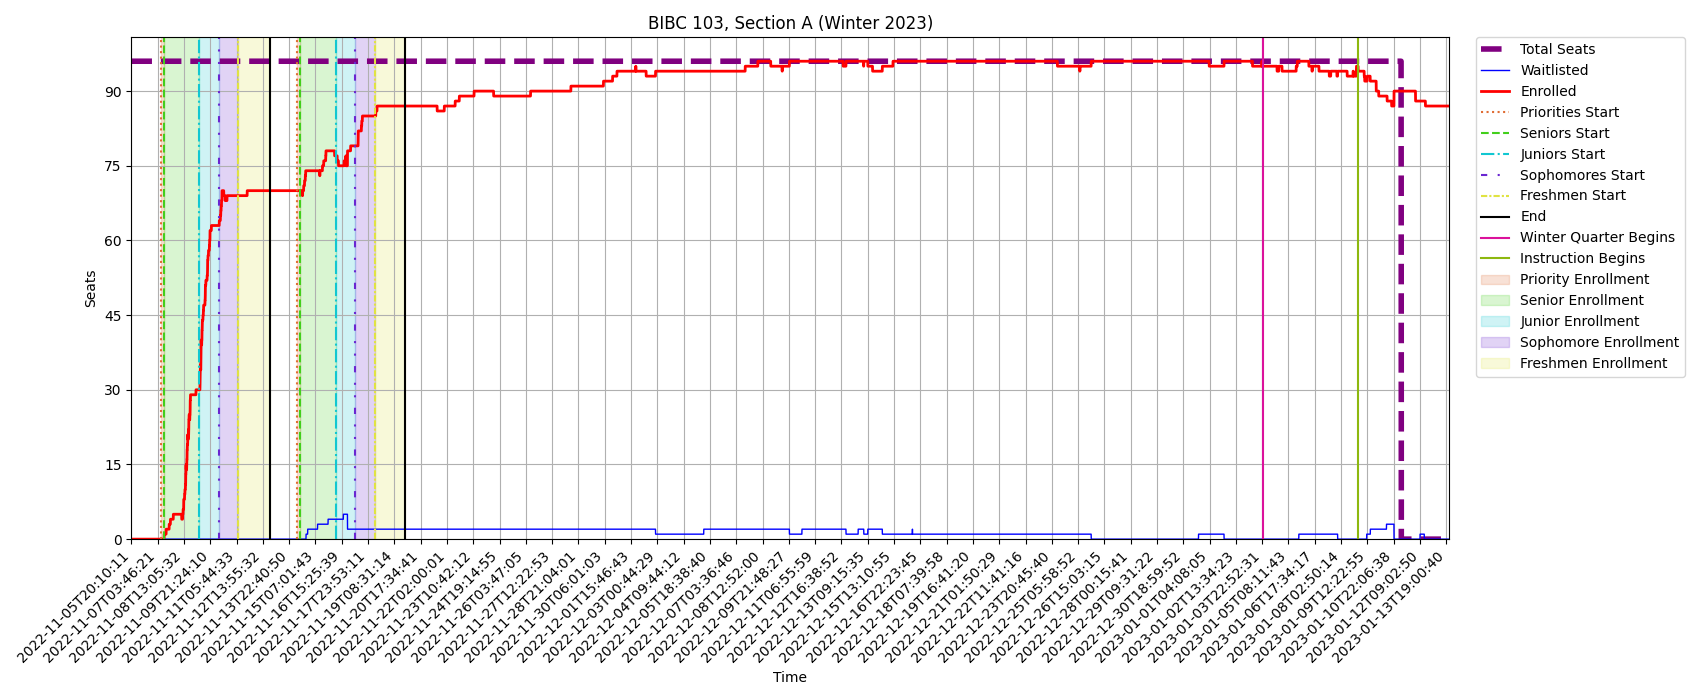 BIBC 103, Section A (Winter 2023)
Seats
90
75
60
45
30
15
0
2022-11-05T20:10:11
2022-11-07T03:46:21
2022-11-08T13:05:32
2022-11-09T21:24:10
2022-11-11T05:44:33
2022-11-12T13:55:32
2022-11-13T22:40:50
2022-11-15T07:01:43
2022-11-16T15:25:39
2022-11-17T23:53:11
2022-11-19T08:31:14
2022-11-20T17:34:41
2022-11-22T02:00:01
2022-11-23T10:42:12
2022-11-24T19:14:55
2022-11-26T03:47:05
2022-11-27T12:22:53
2022-11-28T21:04:01
2022-11-30T06:01:03
2022-12-01T15:46:43
2022-12-03T00:44:29
2022-12-04T09:44:12
2022-12-05T18:38:40
2022-12-07T03:36:46
2022-12-08T12:52:00
2022-12-09T21:48:27
2022-12-11T06:55:59
2022-12-12T16:38:52
2022-12-13T09:15:35
2022-12-15T13:10:55
2022-12-16T22:23:45
2022-12-18T07:39:58
2022-12-19T16:41:20
2022-12-21T01:50:29
2022-12-22T11:41:16
2022-12-23T20:45:40
2022-12-25T05:58:52
2022-12-26T15:03:15
2022-12-28T00:15:41
2022-12-29T09:31:22
2022-12-30T18:59:52
2023-01-01T04:08:05
2023-01-02T13:34:23
2023-01-03T22:52:31
2023-01-05T08:11:43
2023-01-06T17:34:17
2023-01-08T02:50:14
2023-01-09T12:22:55
2023-01-10T22:06:38
2023-01-12T09:02:50
2023-01-13T19:00:40
Time
Total Seats
Waitlisted
Enrolled
Priorities Start
Seniors Start
Juniors Start
Sophomores Start
Freshmen Start
End
Winter Quarter Begins
Instruction Begins
Priority Enrollment
Senior Enrollment
Junior Enrollment
Sophomore Enrollment
Freshmen Enrollment